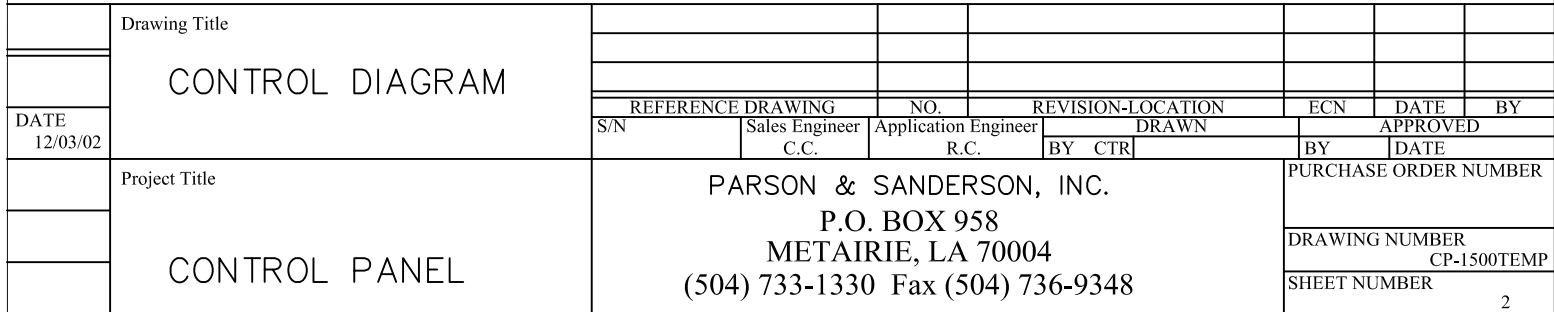 Drawing Title
CONTROL DIAGRAM
DATE
12/03/02
REFERENCE DRAWING NO. REVISION-LOCATION ECN DATE BY
S/N Sales Engineer Application Engineer DRAWN APPROVED
C.C. R.C. BY CTR BY DATE
Project Title
CONTROL PANEL
PARSON & SANDERSON, INC.
P.O. BOX 958
METAIRIE, LA 70004
(504) 733-1330 Fax (504) 736-9348
PURCHASE ORDER NUMBER
DRAWING NUMBER
CP-1500TEMP
SHEET NUMBER
2